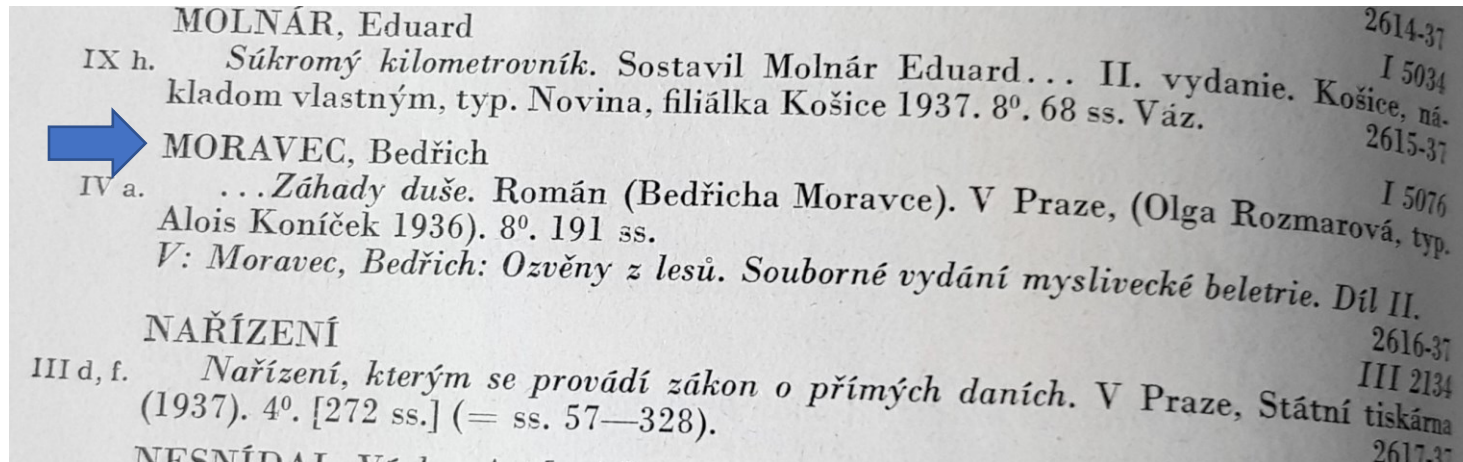 MOLNÁR, Eduard 2614-37
IX h. Súkromý kilometrovník. Sostavil Molnár Eduard... II. vydanie. Košice, ná- I 5034
kladom vlastným, typ. Novina, filiálka Košice 1937. 8⁰. 68 ss. Váz. 2615-37
MORAVEC, Bedřich
IV a. ...Záhady duše. Román (Bedřicha Moravce). V Praze, (Olga Rozmarová, typ. I 5076
Alois Koníček 1936). 8⁰. 191 ss.
V: Moravec, Bedřich: Ozvěny z lesů. Souborné vydání myslivecké beletrie. Díl II.
NAŘÍZENÍ 2616-37
III d, f. Nařízení, kterým se provádí zákon o přímých daních. V Praze, Státní tiskárna III 2134
(1937). 4⁰. [272 ss.] (= ss. 57—328).
2617-37